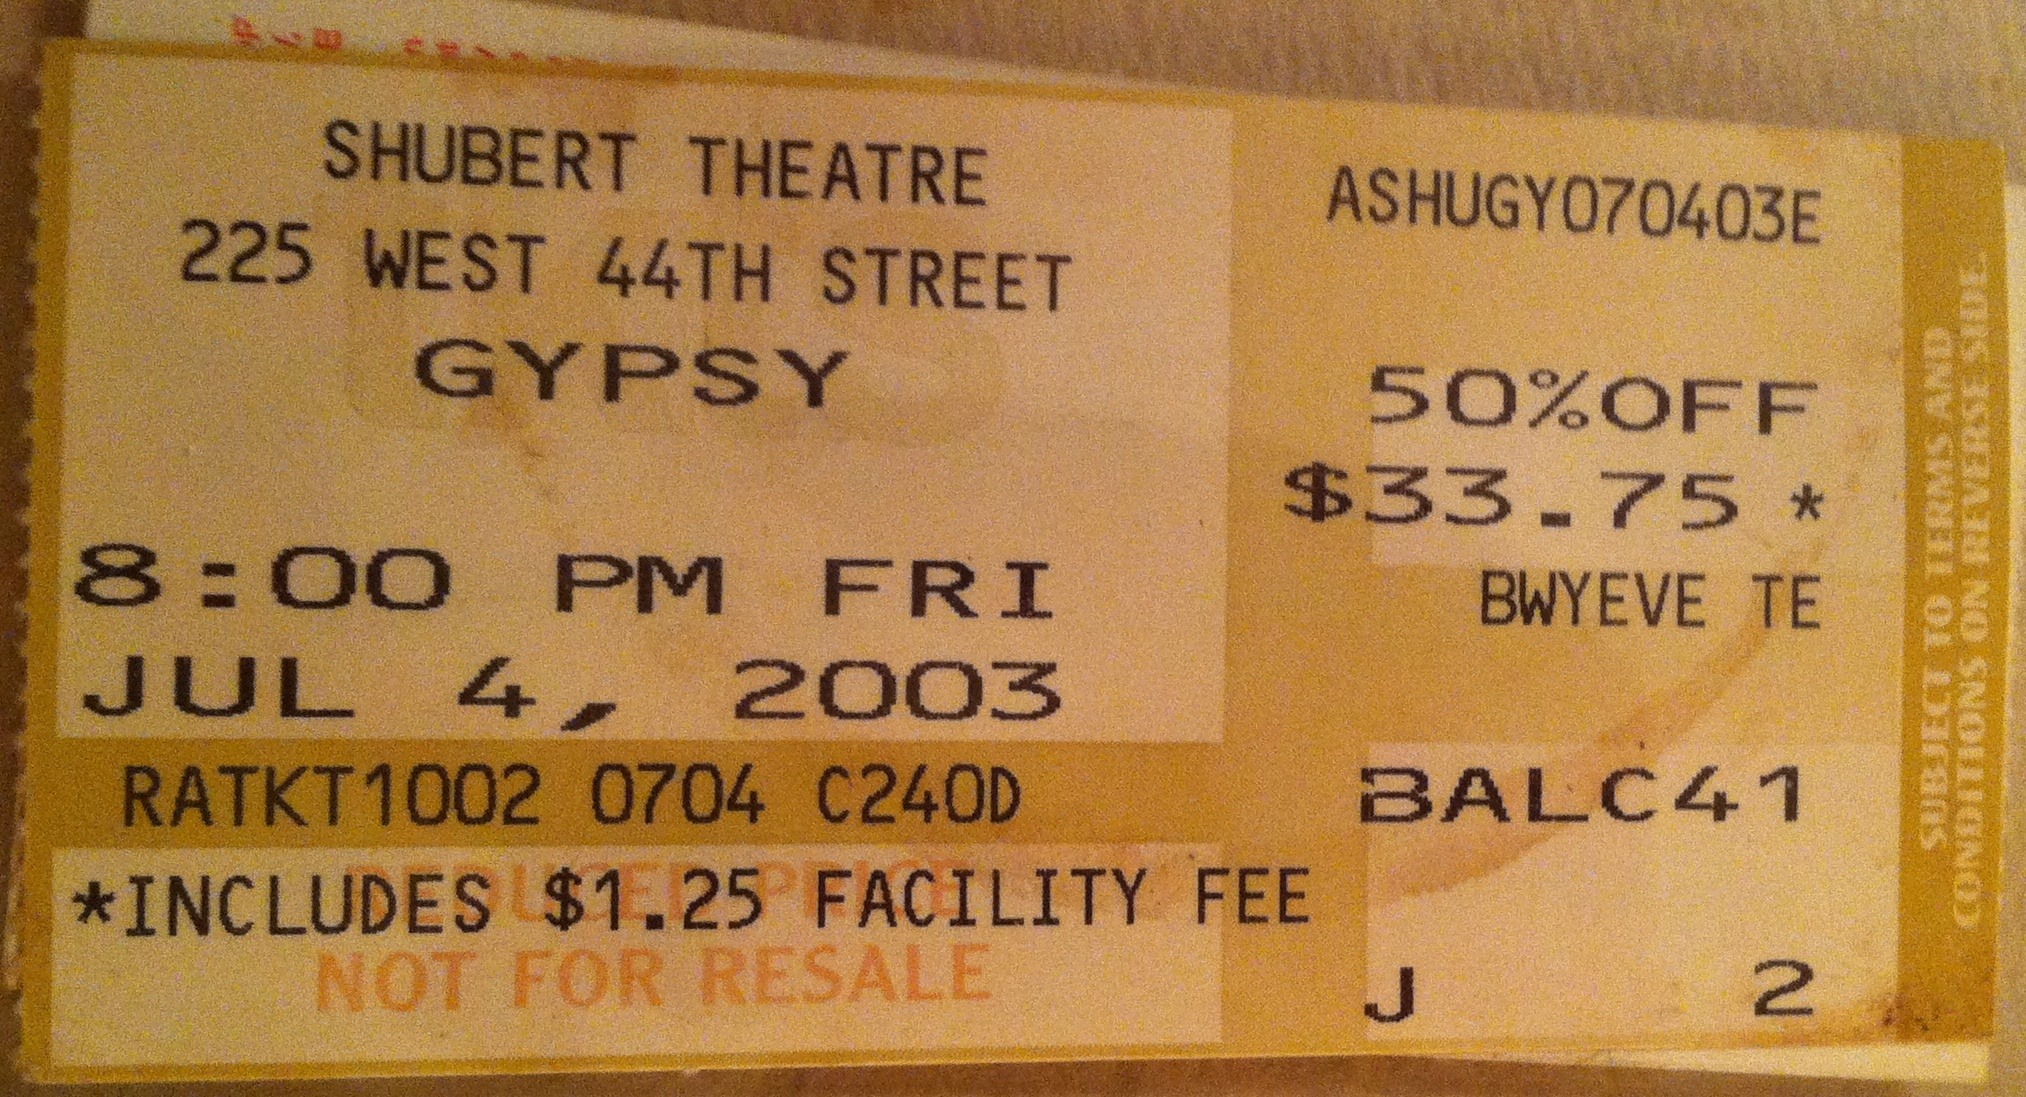 SHUBERT THEATRE
225 WEST 44TH STREET
GYPSY
8:00 PM FRI
JUL 4, 2003
RATKT1002 0704 C240D
*INCLUDES $1.25 FACILITY FEE
REDUCED PRICE
NOT FOR RESALE
ASHUGY070403E
50%OFF
$33.75 *
BWYEVE TE
BALC41
J 2
SUBJECT TO TERMS AND
CONDITIONS ON REVERSE SIDE.